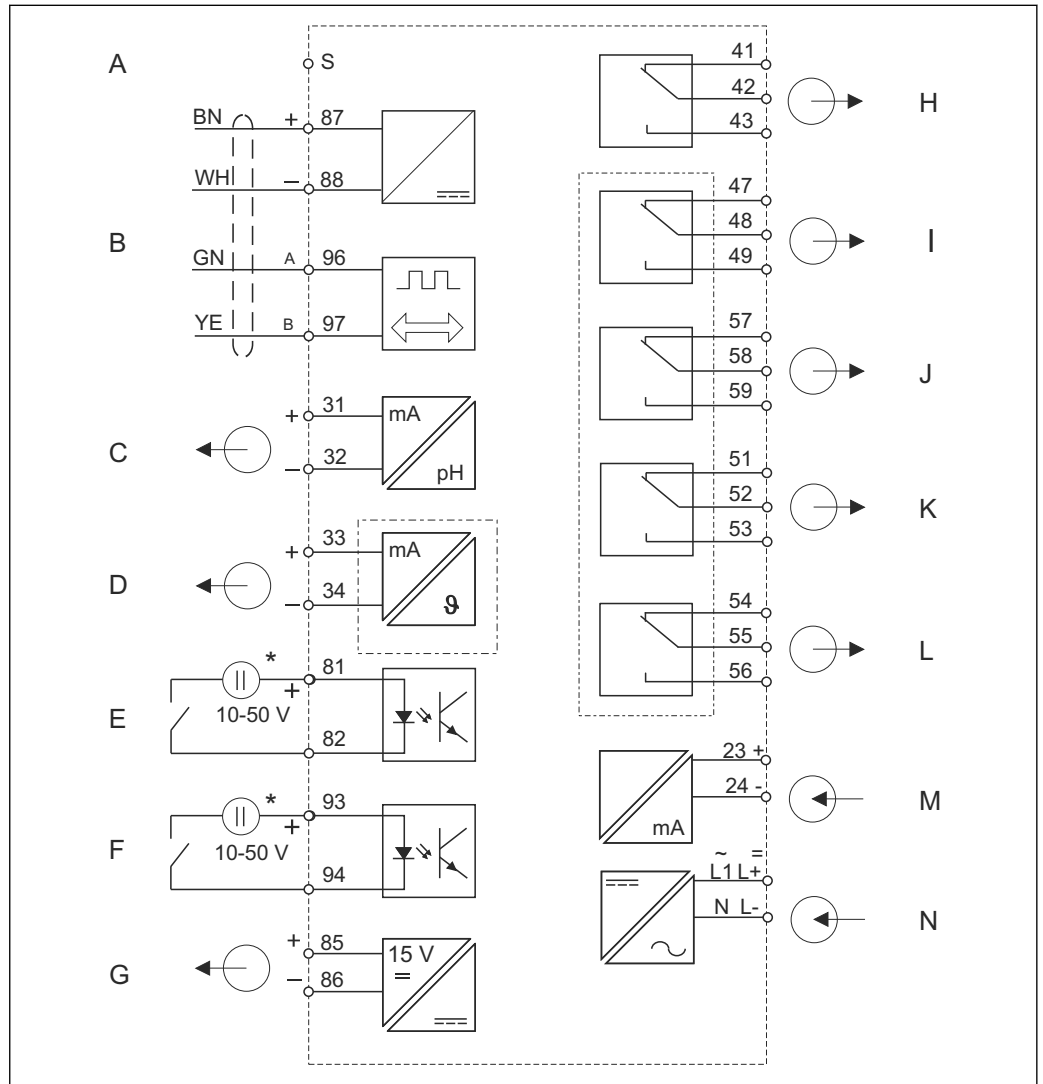 A
S
BN + 87
WH – 88
B
GN A 96
YE B 97
C
+ 31 mA
– 32 pH
D
+ 33 mA
– 34 ϑ
E
* 81
+
10-50 V
82
F
* 93
+
10-50 V
94
G
+ 85 15 V
=
– 86
41
42
43
H
47
48
49
I
57
58
59
J
51
52
53
K
54
55
56
L
23 +
24 -
mA
M
~ =
L1 L+
N L-
N